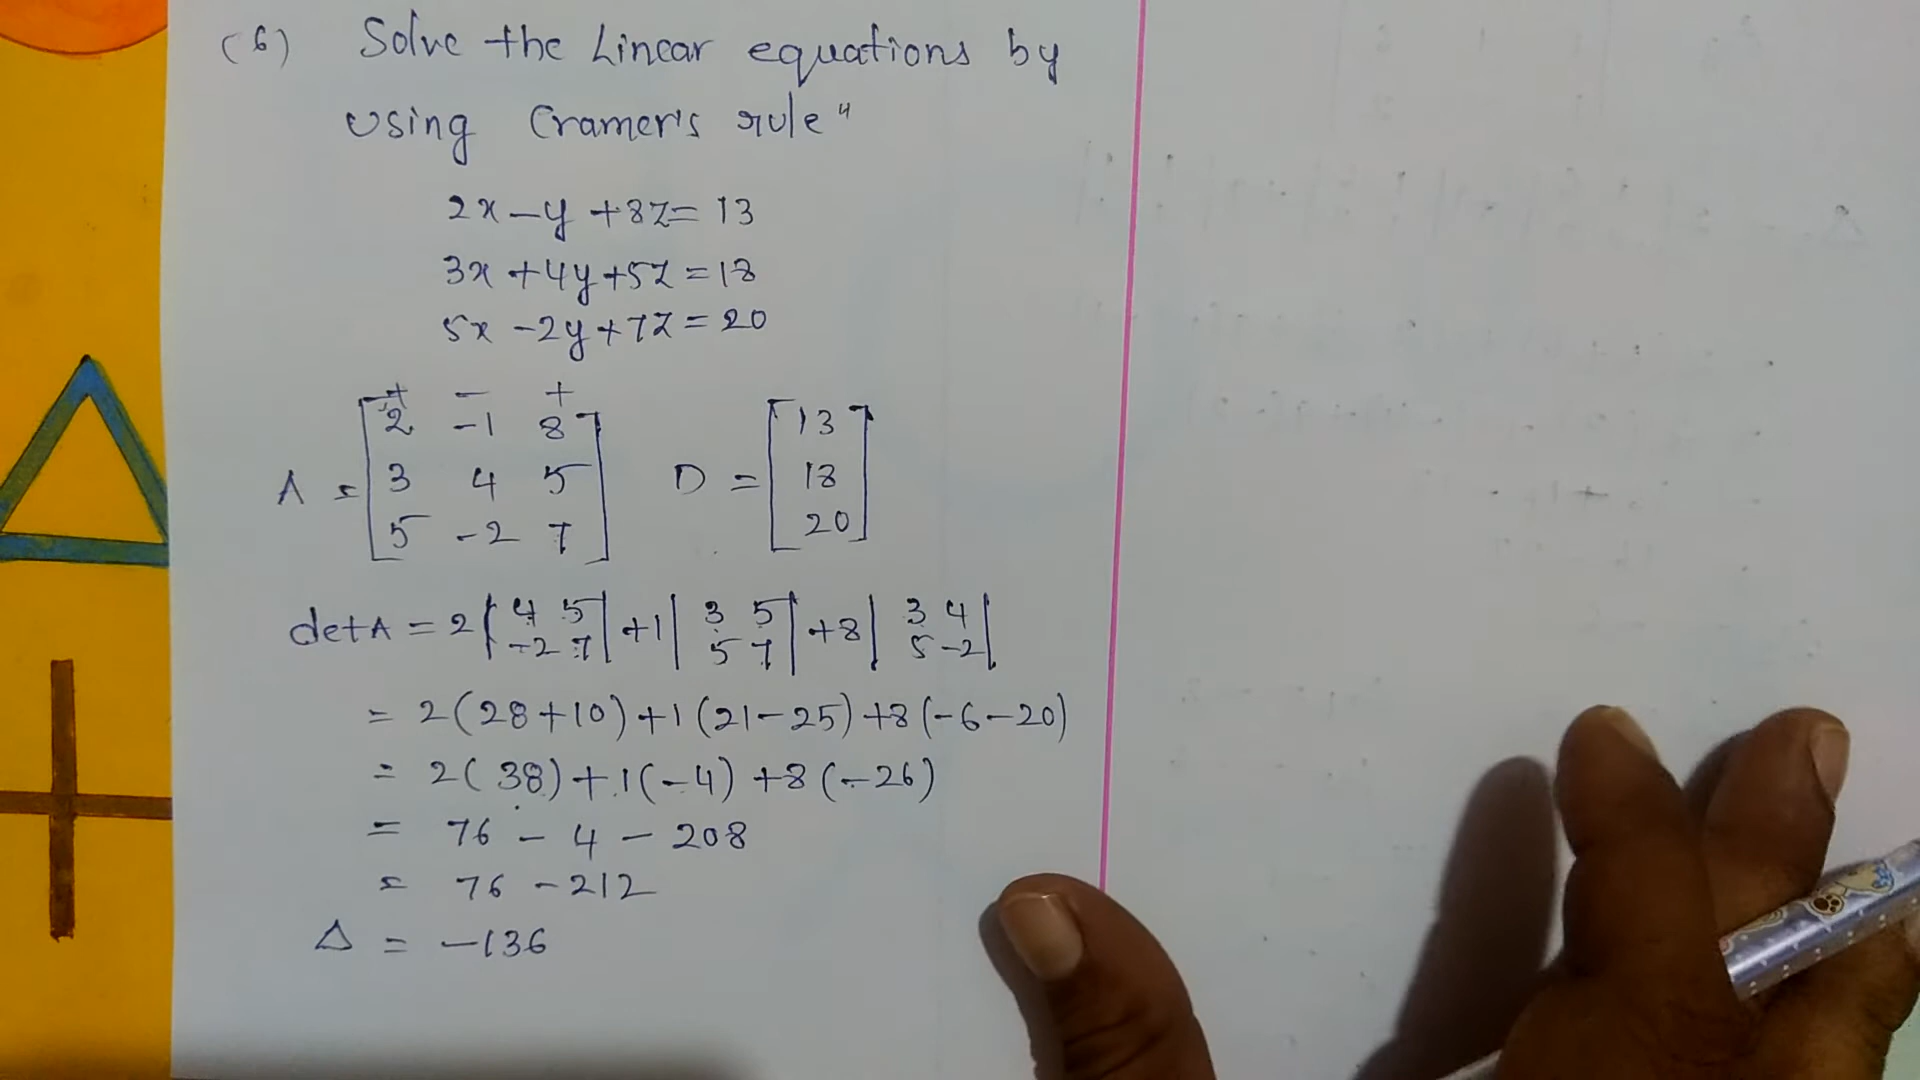 (6) Solve the Linear equations by
using Cramer's rule"
2x-y+8z=13
3x+4y+5z=18
5x-2y+7z=20
+ - +
A = [2 -1 8
3 4 5
5 -2 7] D = [13
18
20]
detA = 2|4 5
-2 7| +1|3 5
5 7| +8|3 4
5 -2|
= 2(28+10)+1(21-25)+8(-6-20)
= 2(38)+1(-4)+8(-26)
= 76 - 4 - 208
= 76 - 212
Δ = -136